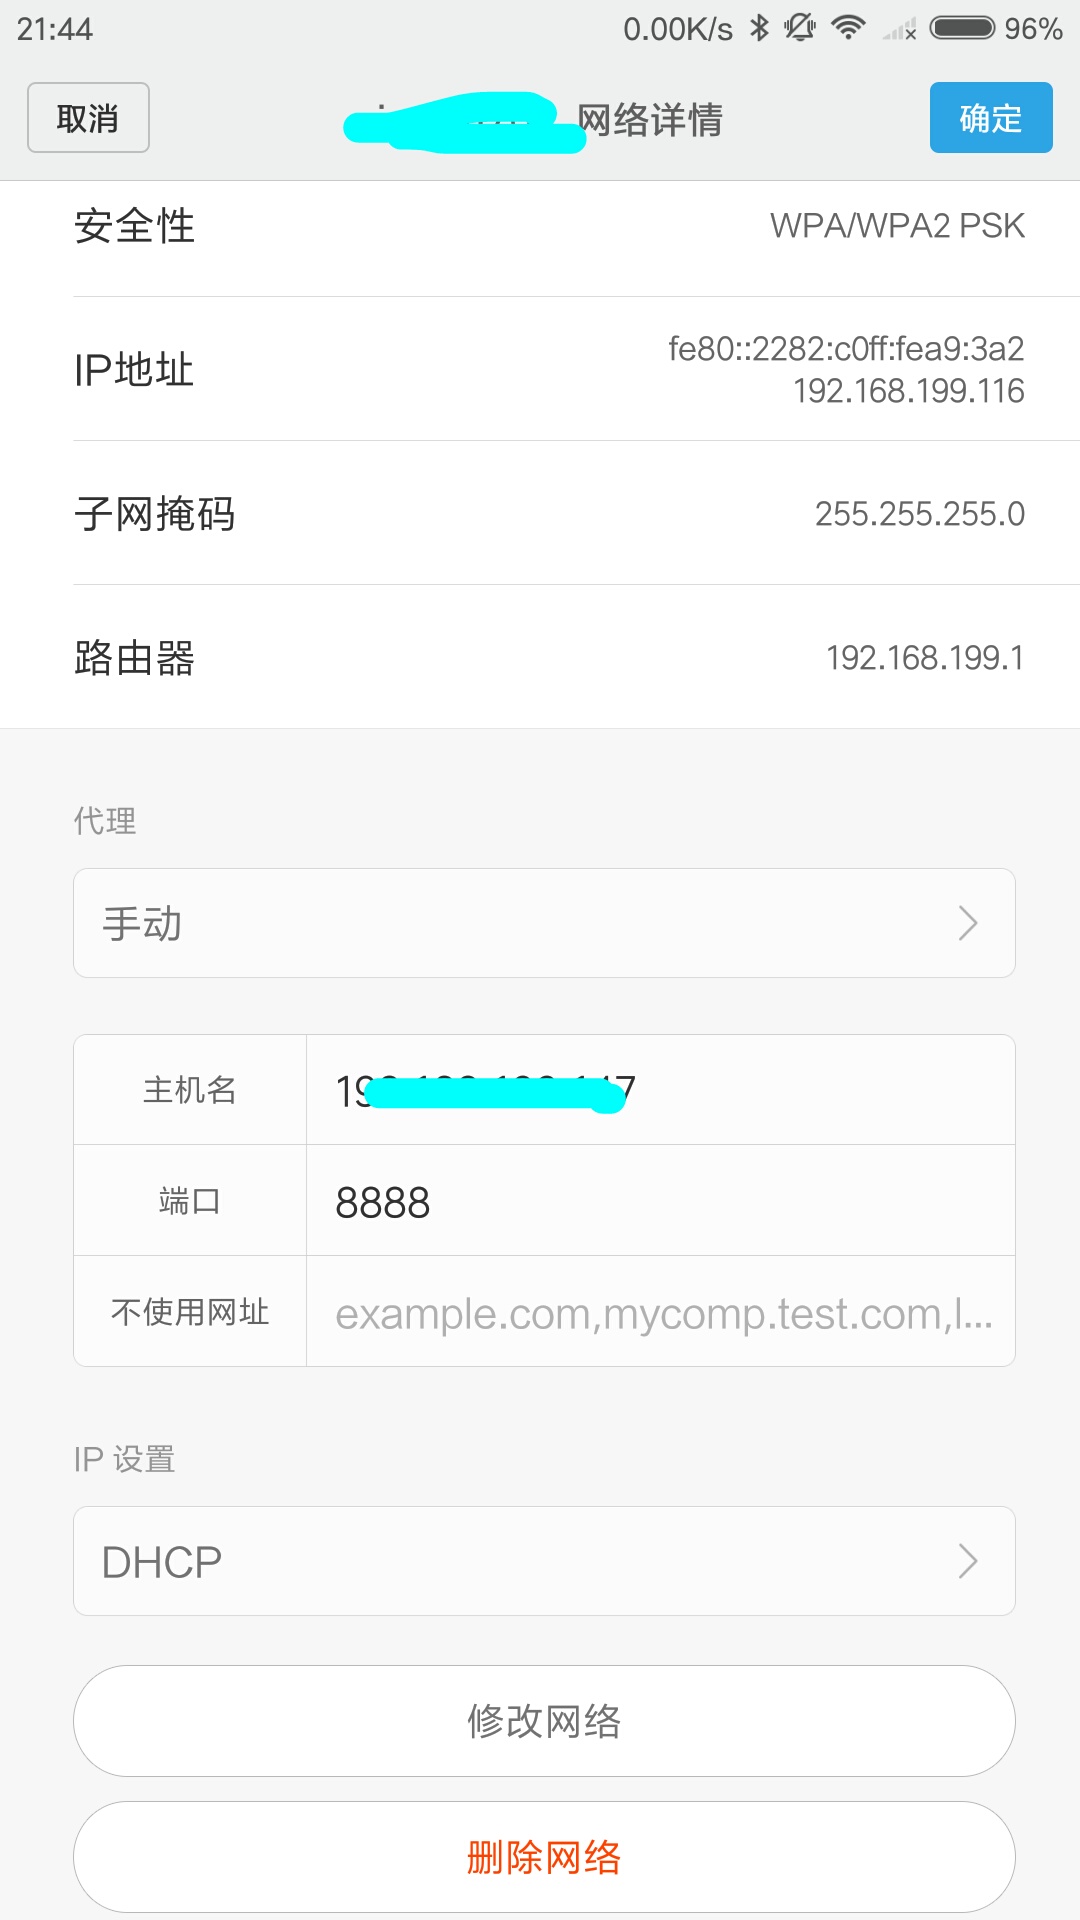 21:44 0.00K/s 96%
取消 网络详情 确定
安全性 WPA/WPA2 PSK
IP地址 fe80::2282:c0ff:fea9:3a2
192.168.199.116
子网掩码 255.255.255.0
路由器 192.168.199.1
代理
手动
主机名
端口 8888
不使用网址 example.com,mycomp.test.com,l...
IP 设置
DHCP
修改网络
删除网络